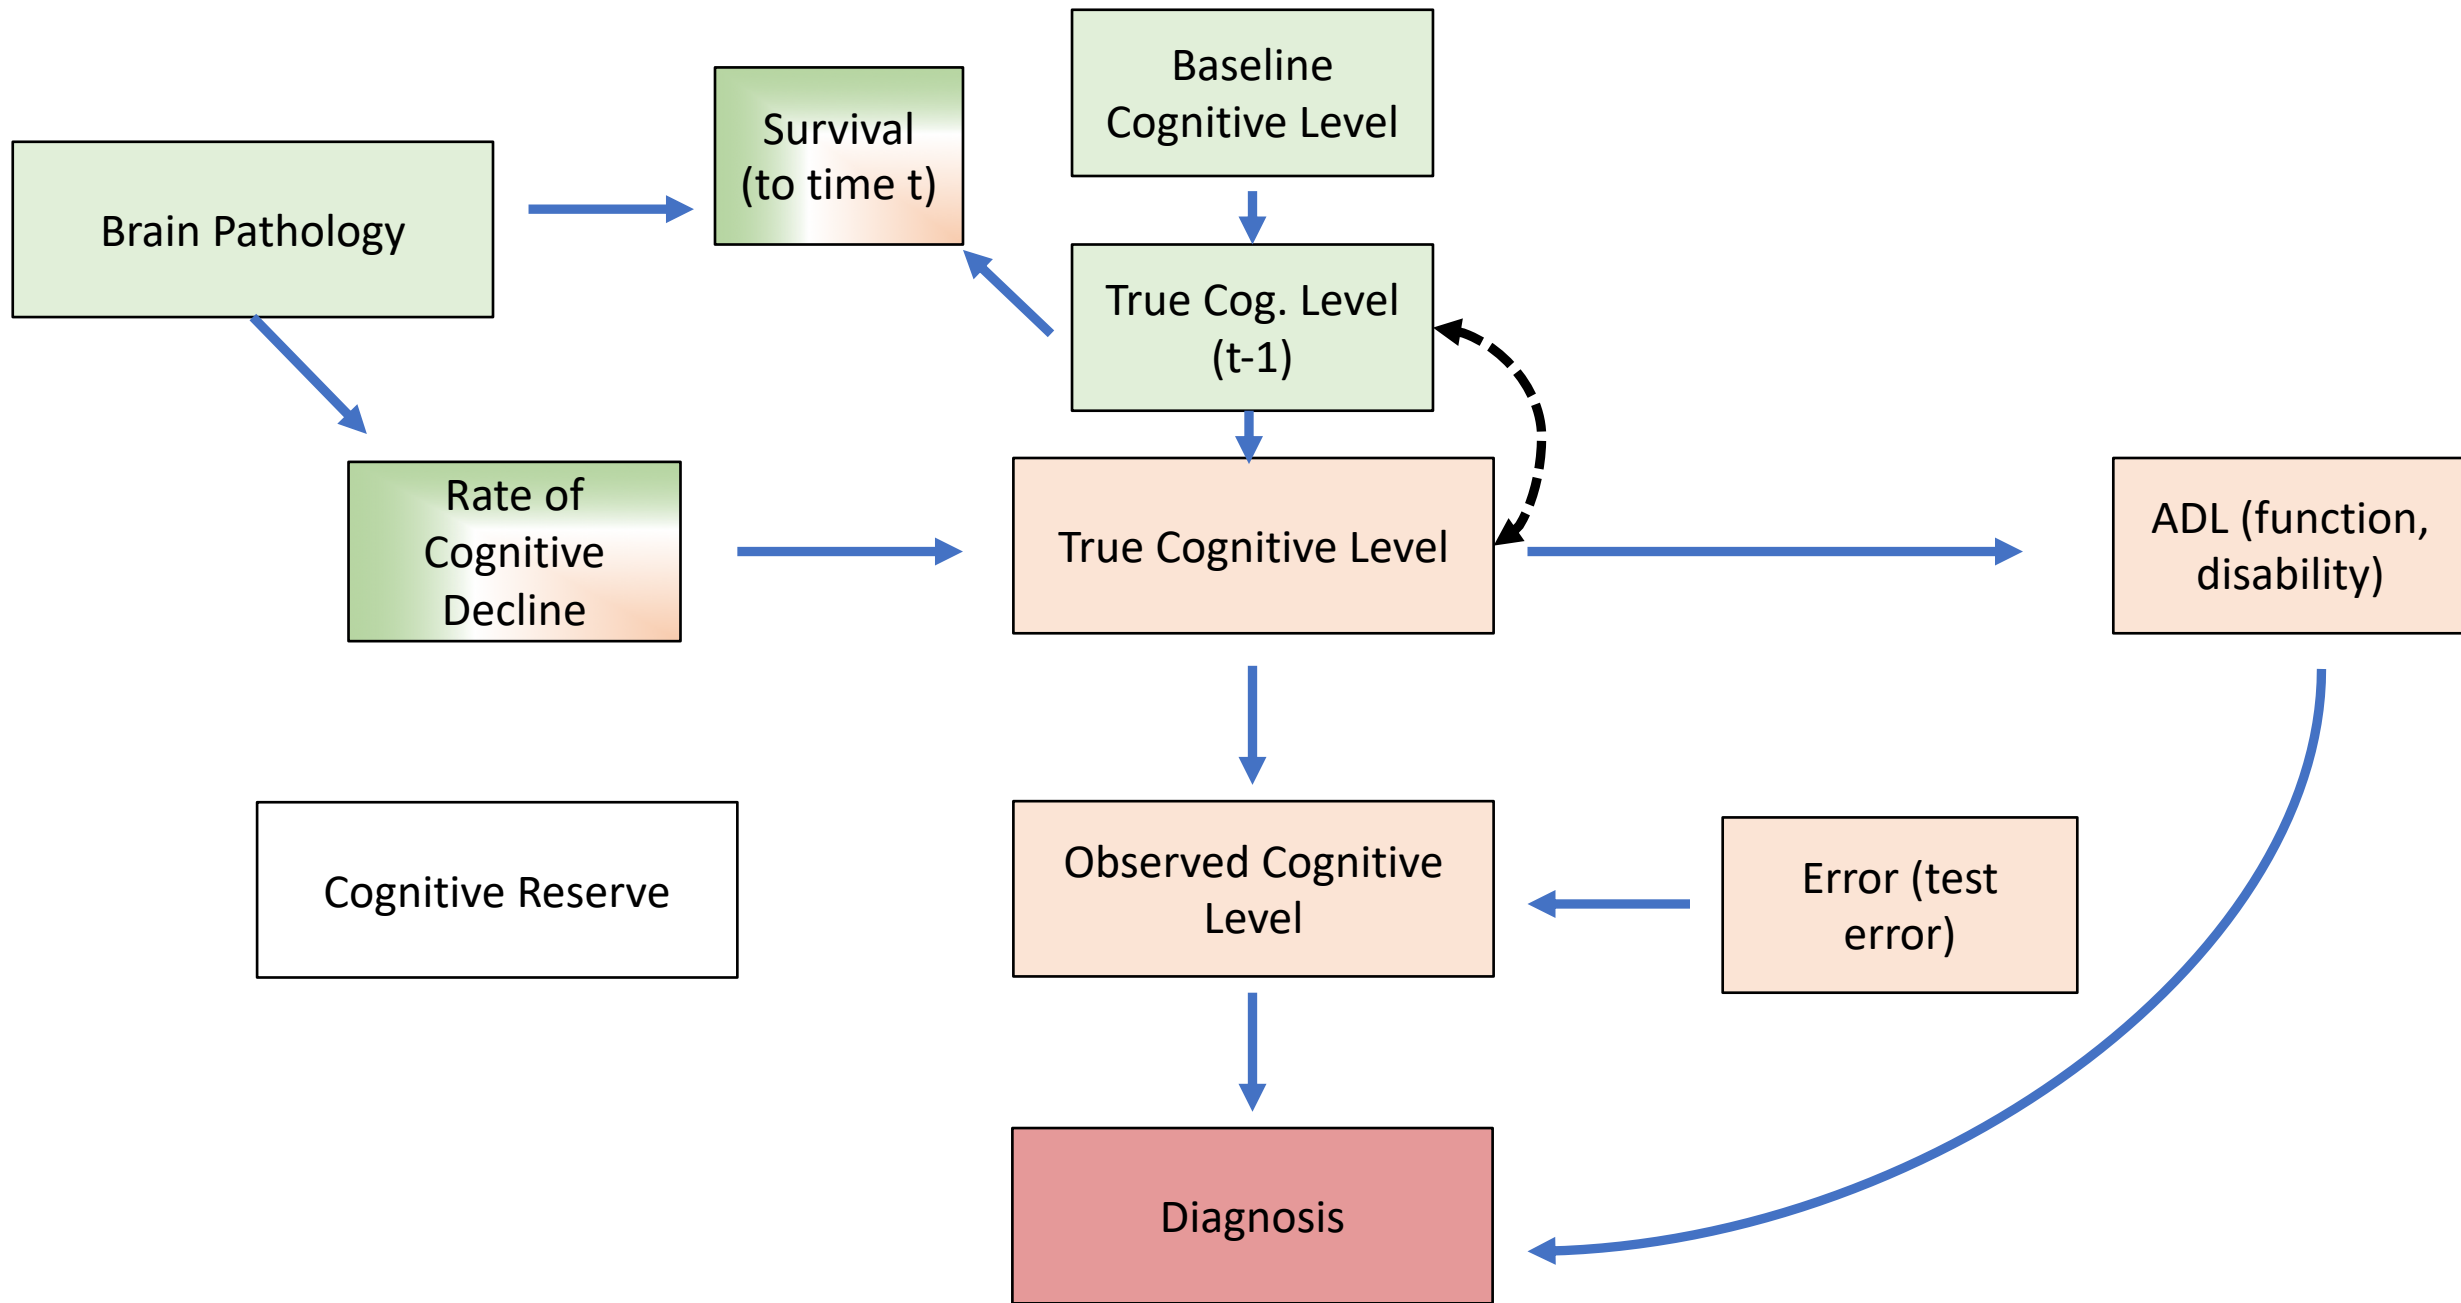 Baseline
Cognitive Level
Survival
(to time t)
Brain Pathology
True Cog. Level
(t-1)
Rate of
Cognitive
Decline
True Cognitive Level
ADL (function,
disability)
Cognitive Reserve
Observed Cognitive
Level
Error (test
error)
Diagnosis